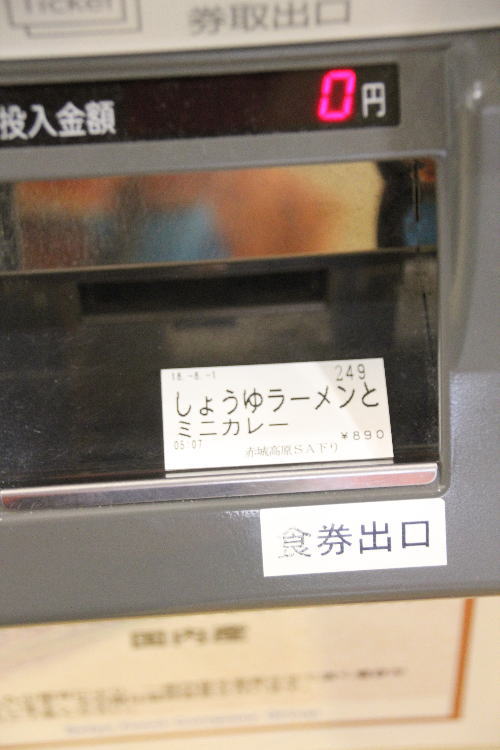 Ticket
券取出口
投入金額 0円
18.-8.-1 249
しょうゆラーメンと
ミニカレー
05-07 ¥890
赤城高原SA下り
食券出口
国内産